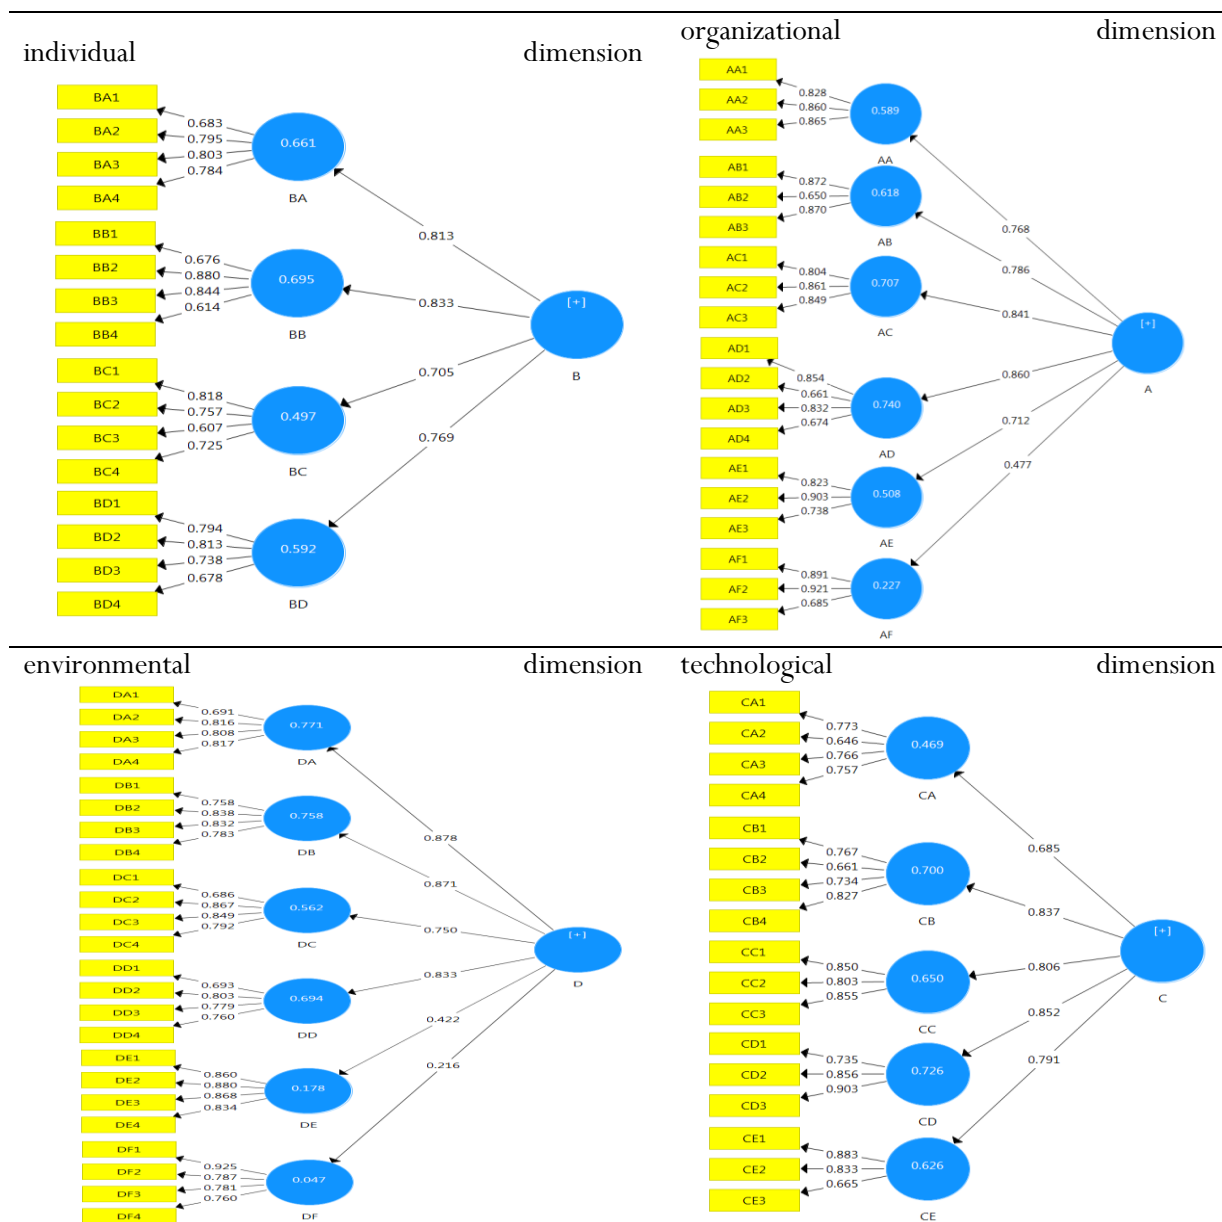 individual dimension
BA1
BA2
BA3
BA4
0.683
0.795
0.803
0.784
0.661
BA
BB1
BB2
BB3
BB4
0.676
0.880
0.844
0.614
0.695
BB
BC1
BC2
BC3
BC4
0.818
0.757
0.607
0.725
0.497
BC
BD1
BD2
BD3
BD4
0.794
0.813
0.738
0.678
0.592
BD
0.813
0.833
0.705
0.769
[+]
B
organizational dimension
AA1
AA2
AA3
0.828
0.860
0.865
0.589
AA
AB1
AB2
AB3
0.872
0.650
0.870
0.618
AB
AC1
AC2
AC3
0.804
0.861
0.849
0.707
AC
AD1
AD2
AD3
AD4
0.854
0.661
0.832
0.674
0.740
AD
AE1
AE2
AE3
0.823
0.903
0.738
0.508
AE
AF1
AF2
AF3
0.891
0.921
0.685
0.227
AF
0.768
0.786
0.841
0.860
0.712
0.477
[+]
A
environmental dimension
DA1
DA2
DA3
DA4
0.691
0.816
0.808
0.817
0.771
DA
DB1
DB2
DB3
DB4
0.758
0.838
0.832
0.783
0.758
DB
DC1
DC2
DC3
DC4
0.686
0.867
0.849
0.792
0.562
DC
DD1
DD2
DD3
DD4
0.693
0.803
0.779
0.760
0.694
DD
DE1
DE2
DE3
DE4
0.860
0.880
0.868
0.834
0.178
DE
DF1
DF2
DF3
DF4
0.925
0.787
0.781
0.760
0.047
DF
0.878
0.871
0.750
0.833
0.422
0.216
[+]
D
technological dimension
CA1
CA2
CA3
CA4
0.773
0.646
0.766
0.757
0.469
CA
CB1
CB2
CB3
CB4
0.767
0.661
0.734
0.827
0.700
CB
CC1
CC2
CC3
0.850
0.803
0.855
0.650
CC
CD1
CD2
CD3
0.735
0.856
0.903
0.726
CD
CE1
CE2
CE3
0.883
0.833
0.665
0.626
CE
0.685
0.837
0.806
0.852
0.791
[+]
C